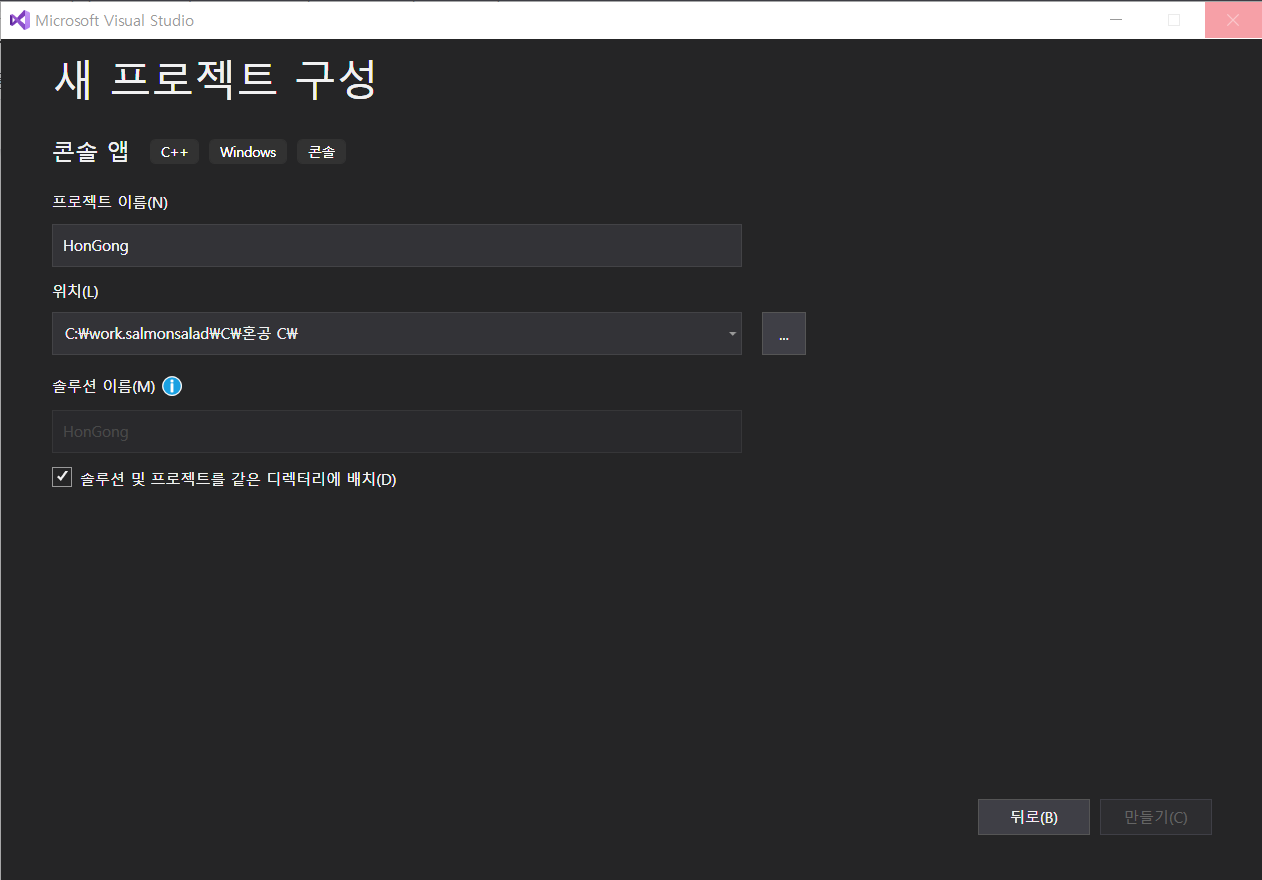 Microsoft Visual Studio
새 프로젝트 구성
콘솔 앱 C++ Windows 콘솔
프로젝트 이름(N)
HonGong
위치(L)
C:₩work.salmonsalad₩C₩혼공 C₩
...
솔루션 이름(M)
HonGong
솔루션 및 프로젝트를 같은 디렉터리에 배치(D)
뒤로(B) 만들기(C)